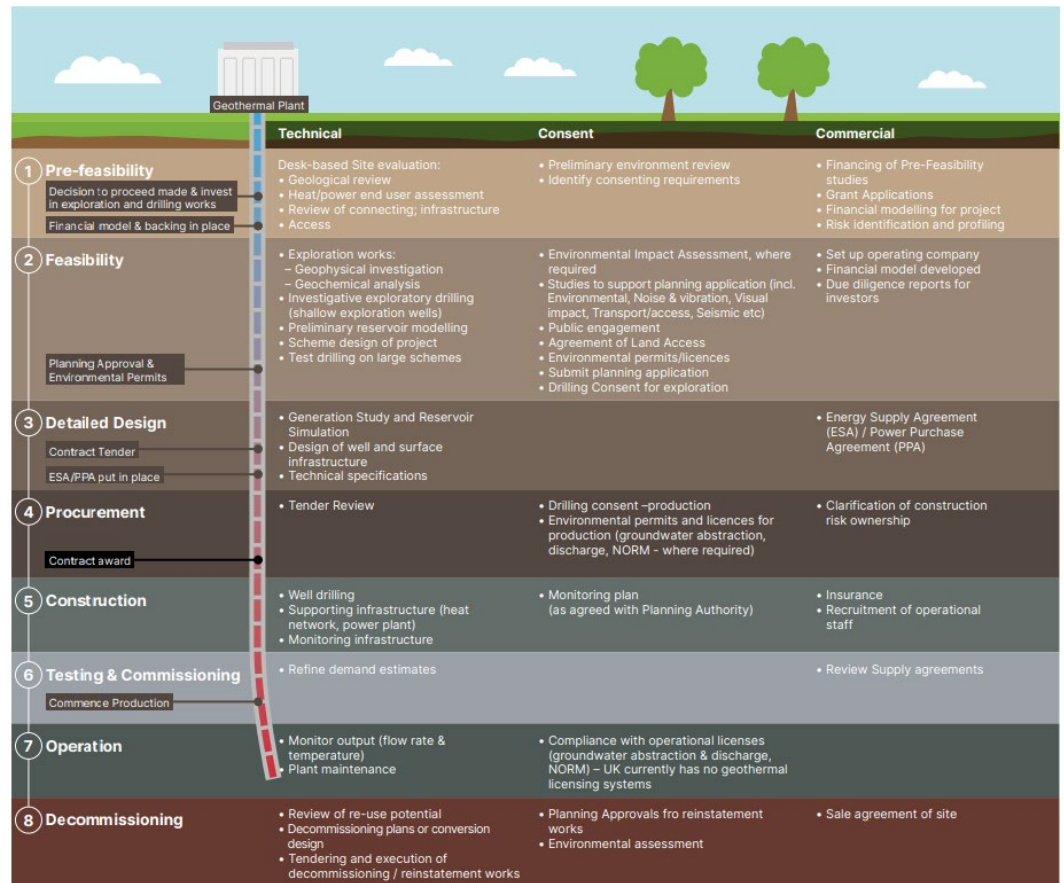 Geothermal Plant
Technical
Consent
Commercial
1 Pre-feasibility
Decision to proceed made & invest
in exploration and drilling works
Financial model & backing in place
Desk-based Site evaluation:
• Geological review
• Heat/power end user assessment
• Review of connecting; infrastructure
• Access
• Preliminary environment review
• Identify consenting requirements
• Financing of Pre-Feasibility
studies
• Grant Applications
• Financial modelling for project
• Risk identification and profiling
2 Feasibility
Planning Approval &
Environmental Permits
• Exploration works:
– Geophysical investigation
– Geochemical analysis
• Investigative exploratory drilling
(shallow exploration wells)
• Preliminary reservoir modelling
• Scheme design of project
• Test drilling on large schemes
• Environmental Impact Assessment, where
required
• Studies to support planning application (incl.
Environmental, Noise & vibration, Visual
impact, Transport/access, Seismic etc)
• Public engagement
• Agreement of Land Access
• Environmental permits/licences
• Submit planning application
• Drilling Consent for exploration
• Set up operating company
• Financial model developed
• Due diligence reports for
investors
3 Detailed Design
Contract Tender
ESA/PPA put in place
• Generation Study and Reservoir
Simulation
• Design of well and surface
infrastructure
• Technical specifications
• Energy Supply Agreement
(ESA) / Power Purchase
Agreement (PPA)
4 Procurement
Contract award
• Tender Review
• Drilling consent –production
• Environmental permits and licences for
production (groundwater abstraction,
discharge, NORM - where required)
• Clarification of construction
risk ownership
5 Construction
• Well drilling
• Supporting infrastructure (heat
network, power plant)
• Monitoring infrastructure
• Monitoring plan
(as agreed with Planning Authority)
• Insurance
• Recruitment of operational
staff
6 Testing & Commissioning
Commence Production
• Refine demand estimates
• Review Supply agreements
7 Operation
• Monitor output (flow rate &
temperature)
• Plant maintenance
• Compliance with operational licenses
(groundwater abstraction & discharge,
NORM) – UK currently has no geothermal
licensing systems
8 Decommissioning
• Review of re-use potential
• Decommissioning plans or conversion
design
• Tendering and execution of
decommissioning / reinstatement works
• Planning Approvals fro reinstatement
works
• Environmental assessment
• Sale agreement of site